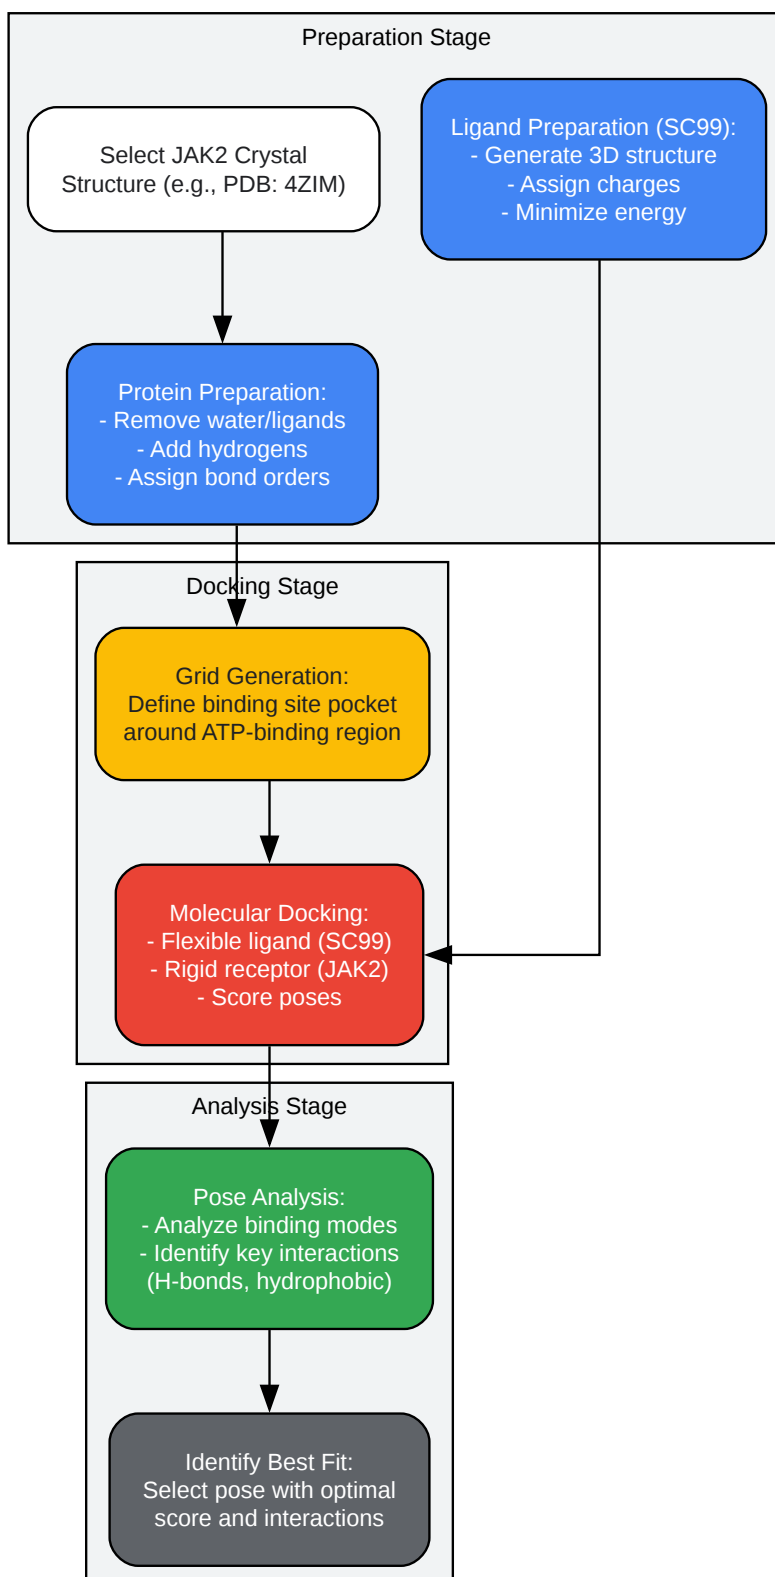 Preparation Stage
Select JAK2 Crystal
Structure (e.g., PDB: 4ZIM)
Ligand Preparation (SC99):
- Generate 3D structure
- Assign charges
- Minimize energy
Protein Preparation:
- Remove water/ligands
- Add hydrogens
- Assign bond orders
Docking Stage
Grid Generation:
Define binding site pocket
around ATP-binding region
Molecular Docking:
- Flexible ligand (SC99)
- Rigid receptor (JAK2)
- Score poses
Analysis Stage
Pose Analysis:
- Analyze binding modes
- Identify key interactions
(H-bonds, hydrophobic)
Identify Best Fit:
Select pose with optimal
score and interactions